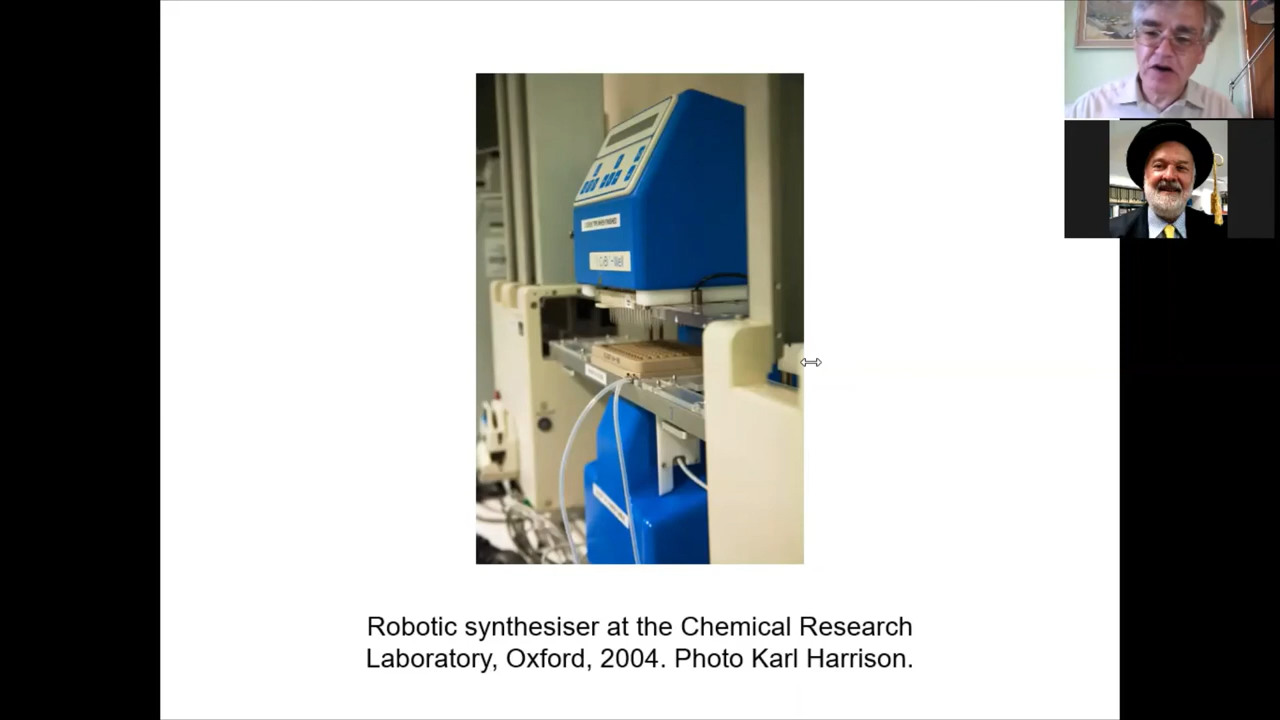 Robotic synthesiser at the Chemical Research
Laboratory, Oxford, 2004. Photo Karl Harrison.